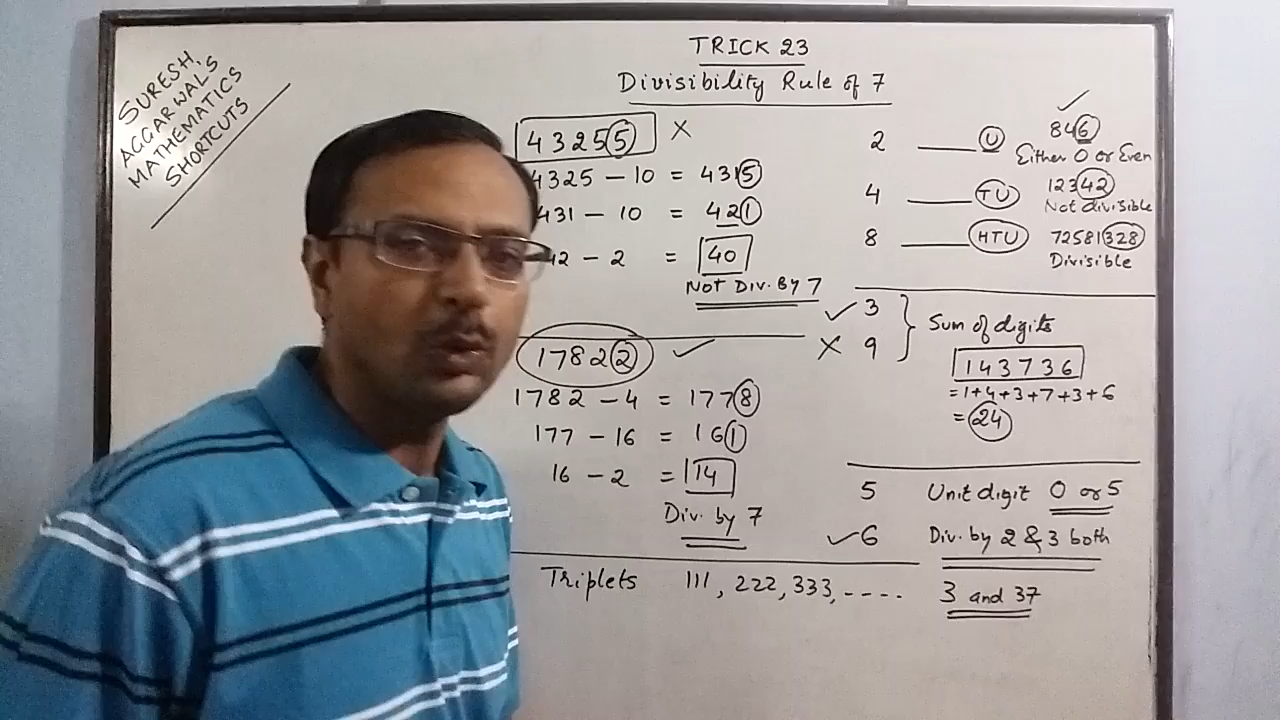 SURESH
AGGARWAL'S
MATHEMATICS
SHORTCUTS
TRICK 23
Divisibility Rule of 7
43255 ×
4325 - 10 = 4315
431 - 10 = 421
42 - 2 = 40
NOT DIV. BY 7
17822 ✓
1782 - 4 = 1778
177 - 16 = 161
16 - 2 = 14
Div. by 7
Triplets 111, 222, 333, ----. 3 and 37
2 ___ U 846 ✓
Either 0 or Even
4 ___ TU 12342
Not divisible
8 ___ HTU 72581328
Divisible
✓ 3
× 9
} Sum of digits
143736
= 1+4+3+7+3+6
= 24
5 Unit digit 0 or 5
✓ 6 Div. by 2 & 3 both